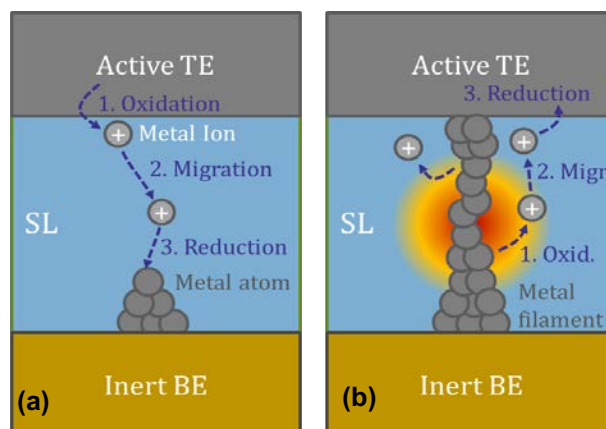 Active TE
1. Oxidation
+
Metal Ion
2. Migration
+
SL
3. Reduction
Metal atom
Inert BE
(a)
Active TE
3. Reduction
+
+
2. Migr
+
SL
1. Oxid.
Metal
filament
Inert BE
(b)